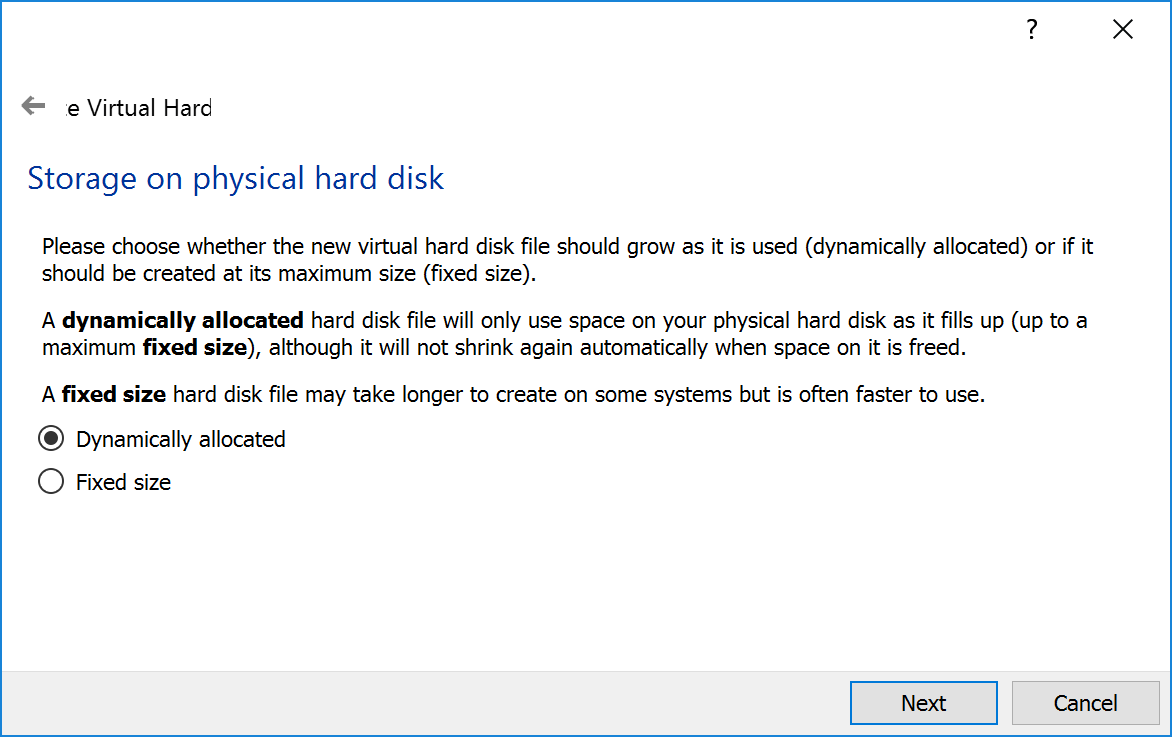 ?
e Virtual Hard
Storage on physical hard disk
Please choose whether the new virtual hard disk file should grow as it is used (dynamically allocated) or if it
should be created at its maximum size (fixed size).
A dynamically allocated hard disk file will only use space on your physical hard disk as it fills up (up to a
maximum fixed size), although it will not shrink again automatically when space on it is freed.
A fixed size hard disk file may take longer to create on some systems but is often faster to use.
Dynamically allocated
Fixed size
Next Cancel